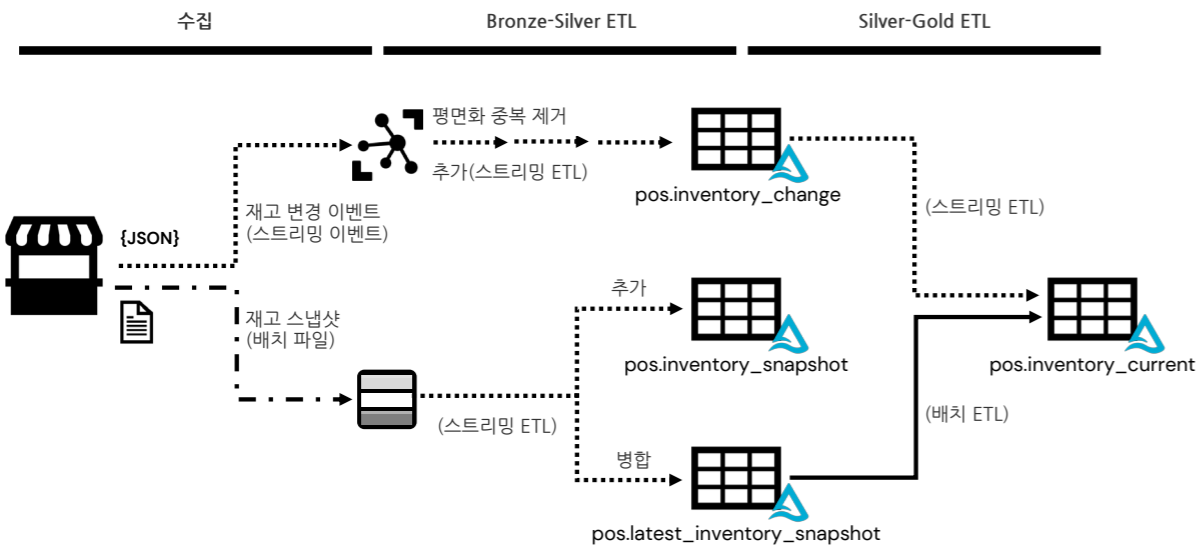 수집
Bronze-Silver ETL
Silver-Gold ETL
평면화 중복 제거
추가(스트리밍 ETL)
pos.inventory_change
{JSON}
재고 변경 이벤트
(스트리밍 이벤트)
(스트리밍 ETL)
재고 스냅샷
(배치 파일)
추가
pos.inventory_snapshot
pos.inventory_current
(스트리밍 ETL)
(배치 ETL)
병합
pos.latest_inventory_snapshot